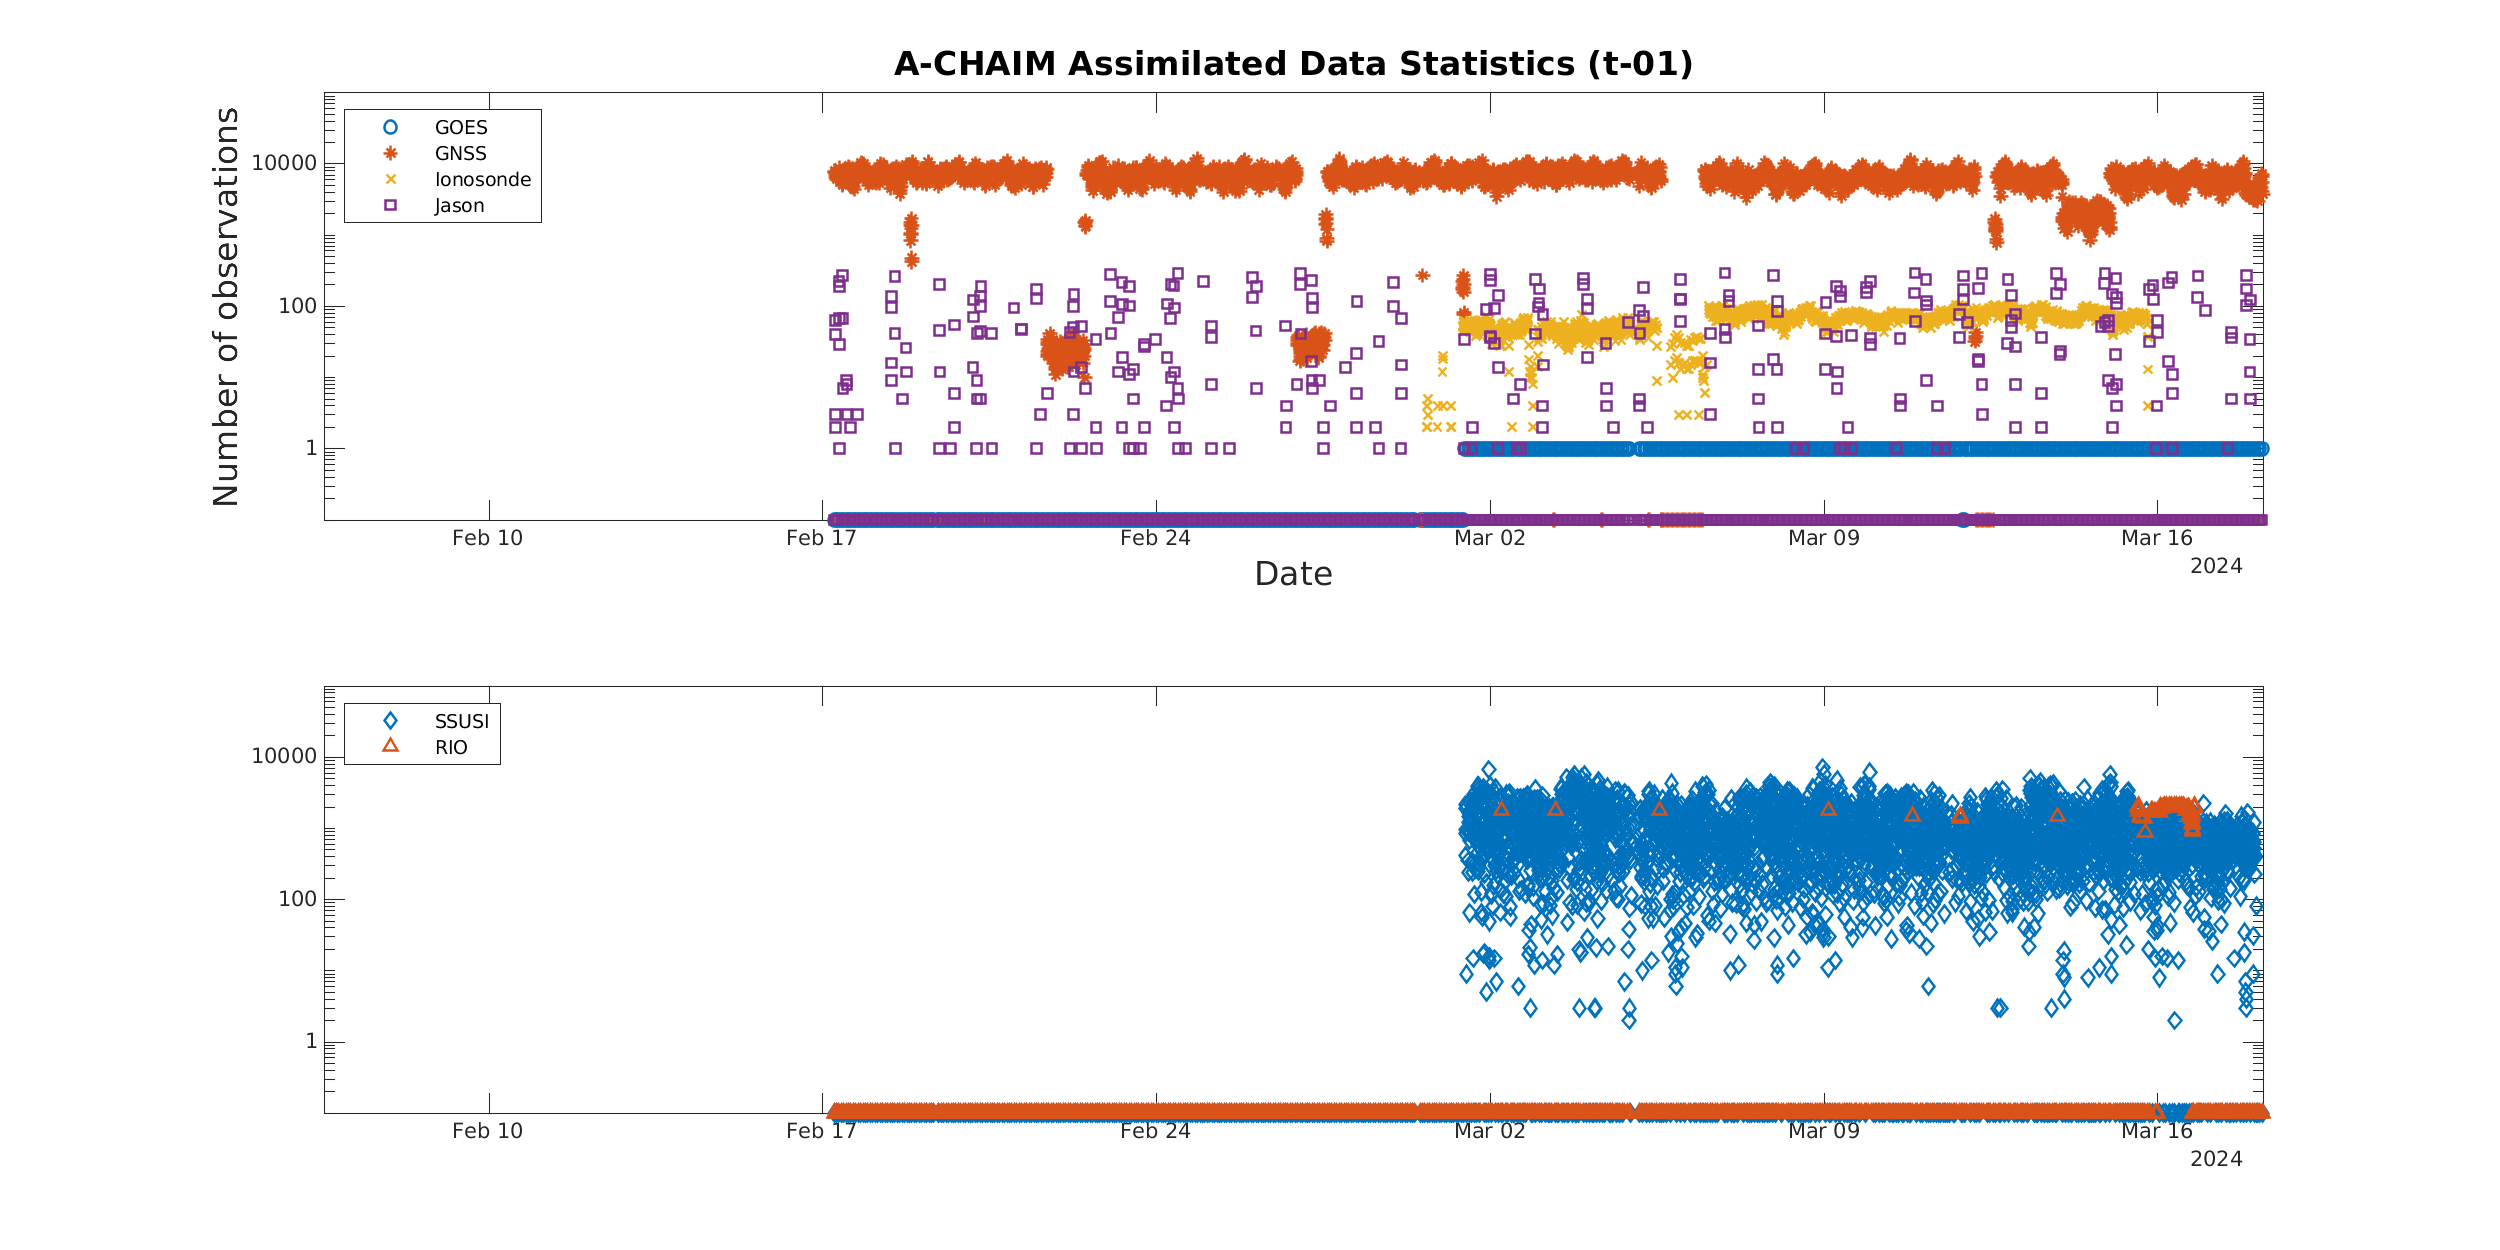 A-CHAIM Assimilated Data Statistics (t-01)
Number of observations
10000
100
1
GOES
GNSS
Ionosonde
Jason
Feb 10
Feb 17
Feb 24
Mar 02
Mar 09
Mar 16
2024
Date
10000
100
1
SSUSI
RIO
Feb 10
Feb 17
Feb 24
Mar 02
Mar 09
Mar 16
2024